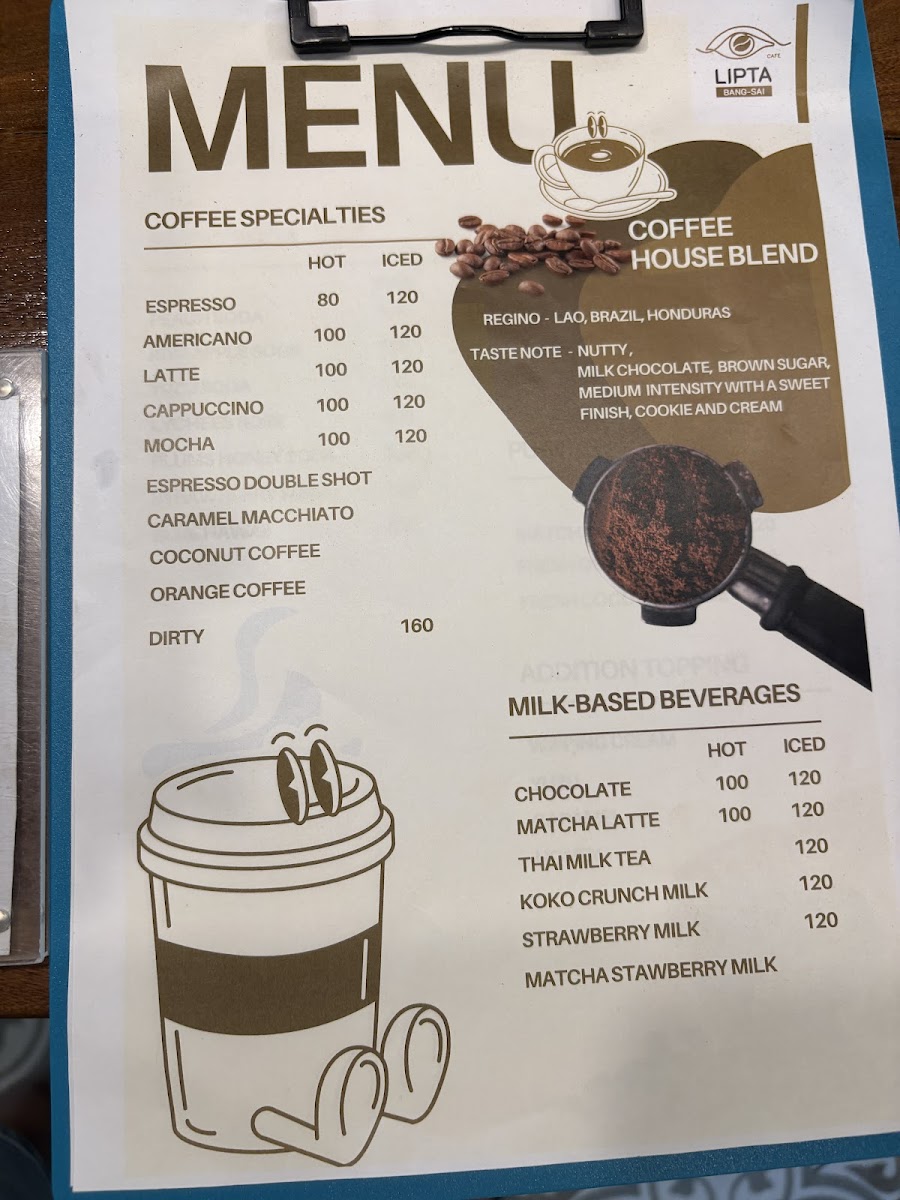 MENU
CAFE
LIPTA
BANG-SAI
COFFEE SPECIALTIES
HOT ICED
ESPRESSO 80 120
AMERICANO 100 120
LATTE 100 120
CAPPUCCINO 100 120
MOCHA 100 120
ESPRESSO DOUBLE SHOT
CARAMEL MACCHIATO
COCONUT COFFEE
ORANGE COFFEE
DIRTY 160
COFFEE
HOUSE BLEND
REGINO - LAO, BRAZIL, HONDURAS
TASTE NOTE - NUTTY,
MILK CHOCOLATE, BROWN SUGAR,
MEDIUM INTENSITY WITH A SWEET
FINISH, COOKIE AND CREAM
ADDITION TOPPING
MILK-BASED BEVERAGES
HOT ICED
CHOCOLATE 100 120
MATCHA LATTE 100 120
THAI MILK TEA 120
KOKO CRUNCH MILK 120
STRAWBERRY MILK 120
MATCHA STAWBERRY MILK